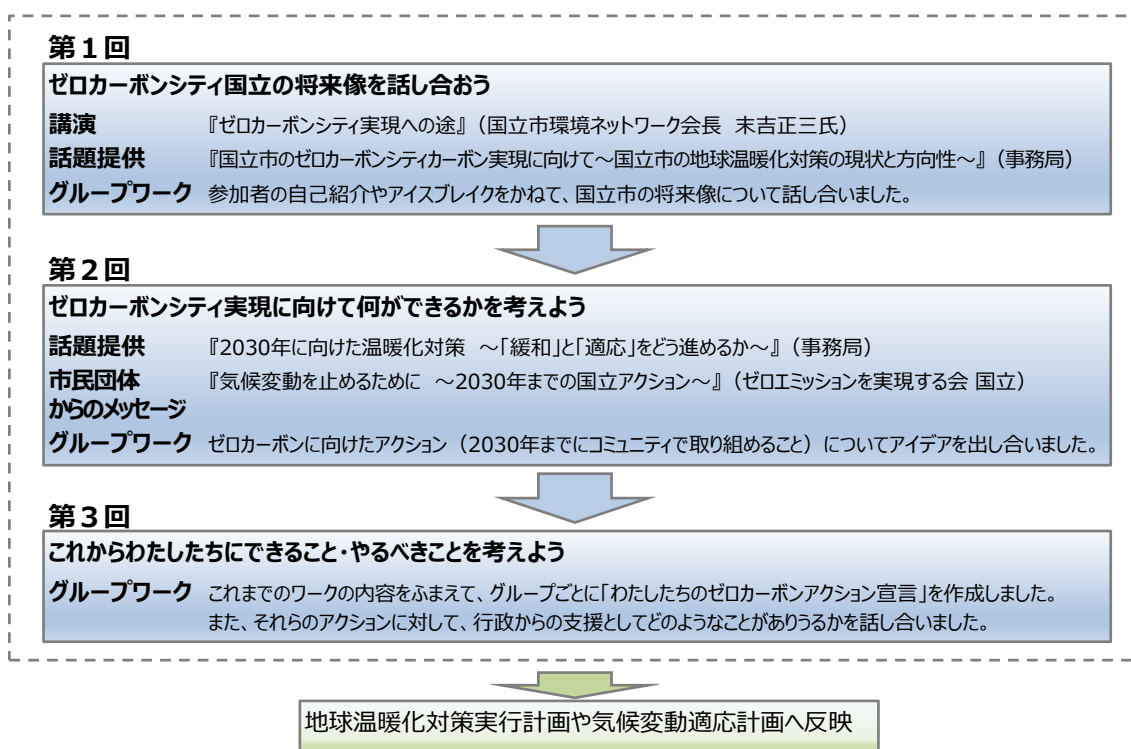 第1回
ゼロカーボンシティ国立の将来像を話し合おう
講演 『ゼロカーボンシティ実現への途』（国立市環境ネットワーク会長 末吉正三氏）
話題提供 『国立市のゼロカーボンシティカーボン実現に向けて～国立市の地球温暖化対策の現状と方向性～』（事務局）
グループワーク 参加者の自己紹介やアイスブレイクをかねて、国立市の将来像について話し合いました。
第2回
ゼロカーボンシティ実現に向けて何ができるかを考えよう
話題提供 『2030年に向けた温暖化対策 ～「緩和」と「適応」をどう進めるか～』（事務局）
市民団体 『気候変動を止めるために ～2030年までの国立アクション～』（ゼロエミッションを実現する会 国立）
からのメッセージ
グループワーク ゼロカーボンに向けたアクション（2030年までにコミュニティで取り組めること）についてアイデアを出し合いました。
第3回
これからわたしたちにできること・やるべきことを考えよう
グループワーク これまでのワークの内容をふまえて、グループごとに「わたしたちのゼロカーボンアクション宣言」を作成しました。
また、それらのアクションに対して、行政からの支援としてどのようなことがありうるかを話し合いました。
地球温暖化対策実行計画や気候変動適応計画へ反映